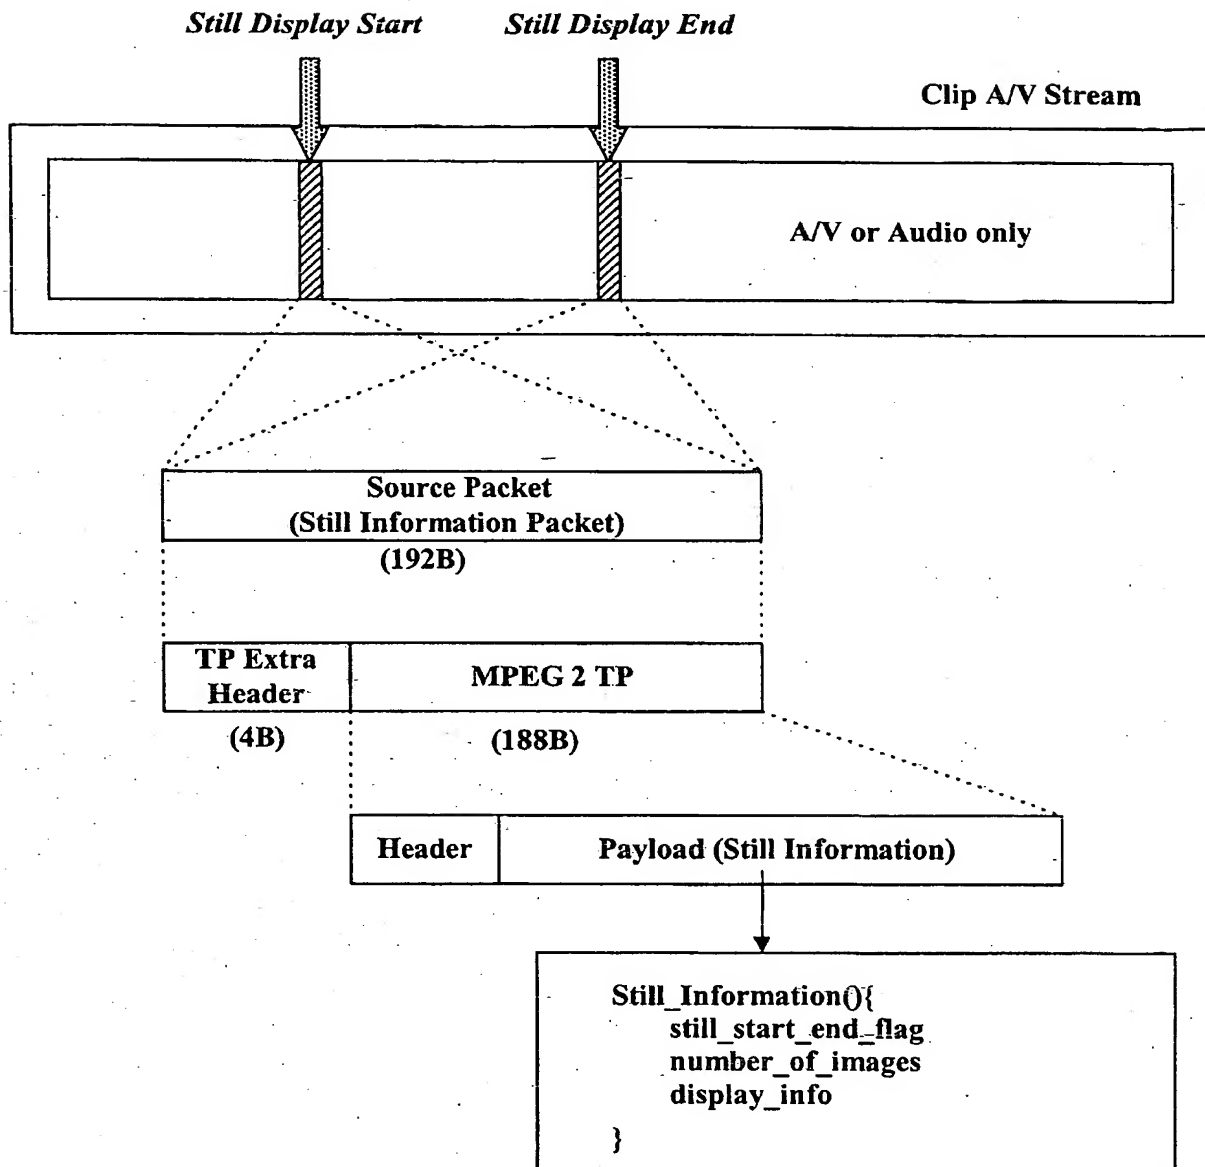 Still Display Start
Still Display End
Clip A/V Stream
A/V or Audio only
Source Packet
(Still Information Packet)
(192B)
TP Extra
Header
MPEG 2 TP
(4B)
(188B)
Header
Payload (Still Information)
Still_Information(){
still_start_end_flag
number_of_images
display_info
}